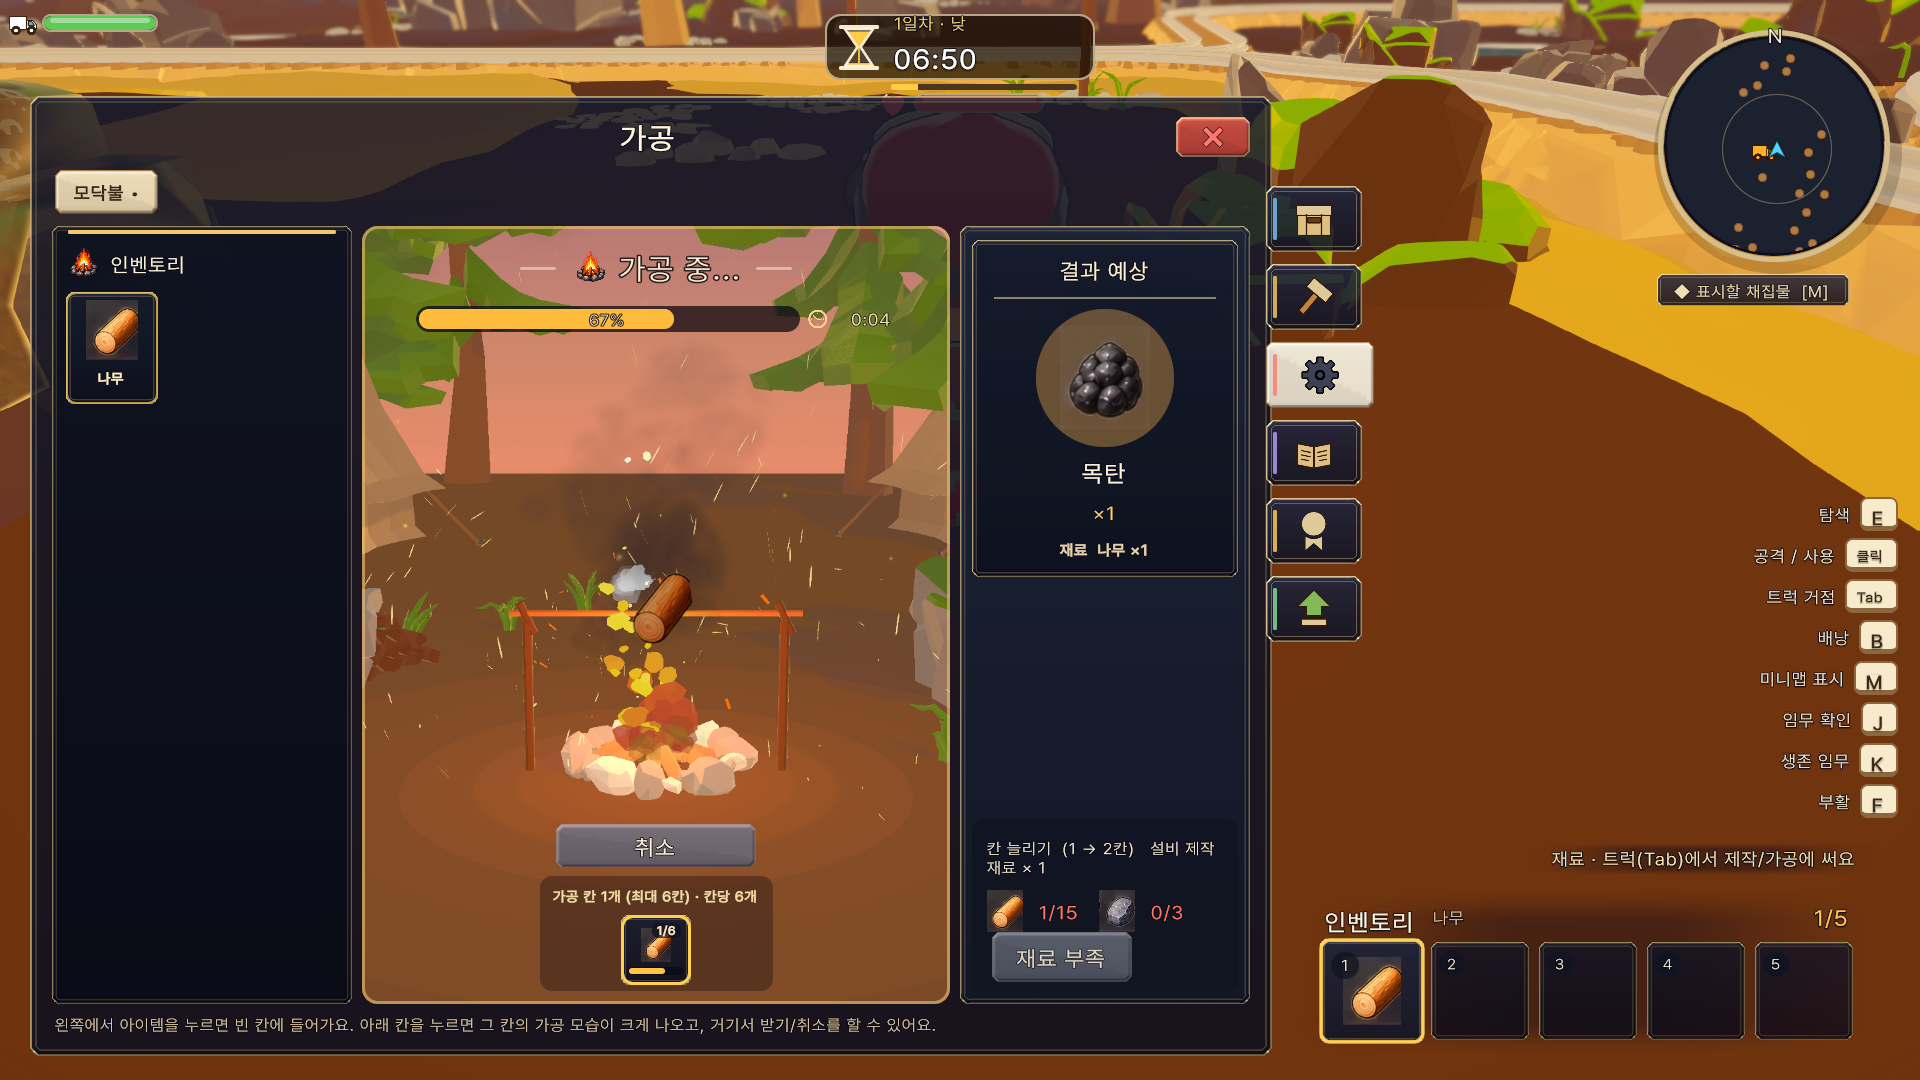 1일차 · 낮
06:50
N
가공
모닥불 •
인벤토리
나무
가공 중...
67%
0:04
취소
가공 칸 1개 (최대 6칸) · 칸당 6개
1/6
결과 예상
목탄
×1
재료 나무 ×1
칸 늘리기 (1 → 2칸) 설비 제작
재료 × 1
1/15
0/3
재료 부족
왼쪽에서 아이템을 누르면 빈 칸에 들어가요. 아래 칸을 누르면 그 칸의 가공 모습이 크게 나오고, 거기서 받기/취소를 할 수 있어요.
◆ 표시할 채집물 [M]
탐색 E
공격 / 사용 클릭
트럭 거점 Tab
배낭 B
미니맵 표시 M
임무 확인 J
생존 임무 K
부활 F
재료 · 트럭(Tab)에서 제작/가공에 써요
인벤토리 나무 1/5
1 2 3 4 5